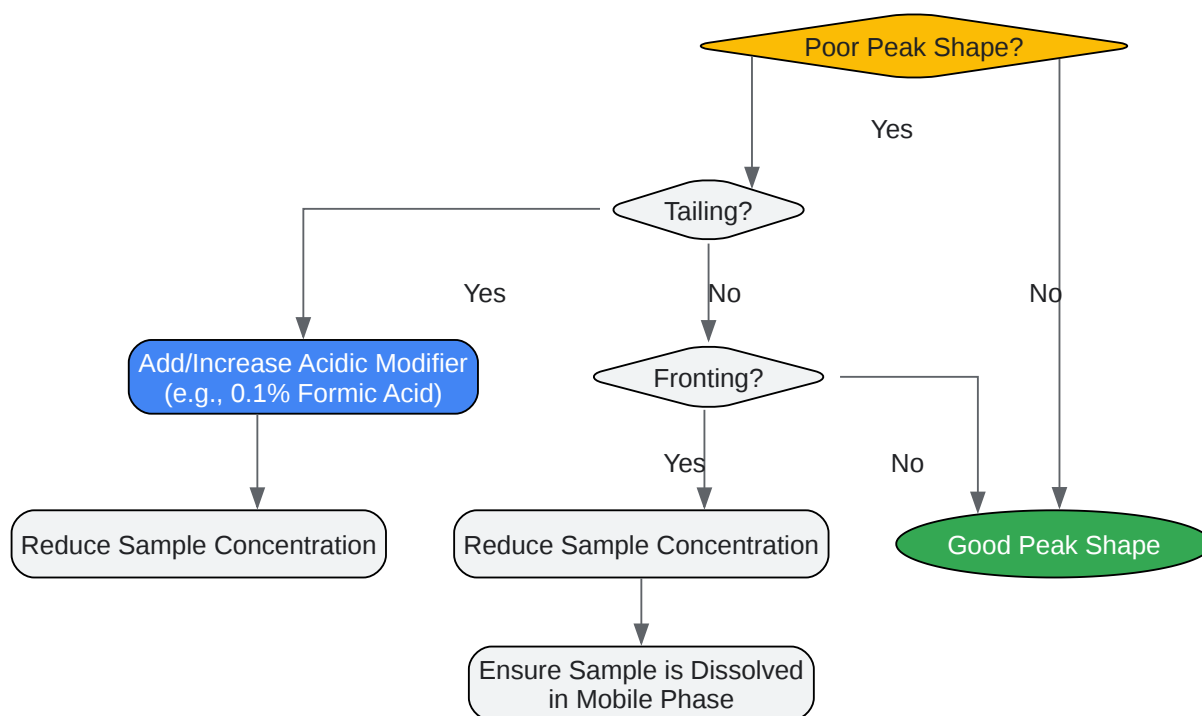 Poor Peak Shape?
Yes
Tailing?
Yes
No
No
Add/Increase Acidic Modifier
(e.g., 0.1% Formic Acid)
Fronting?
Yes
No
Reduce Sample Concentration
Reduce Sample Concentration
Good Peak Shape
Ensure Sample is Dissolved
in Mobile Phase